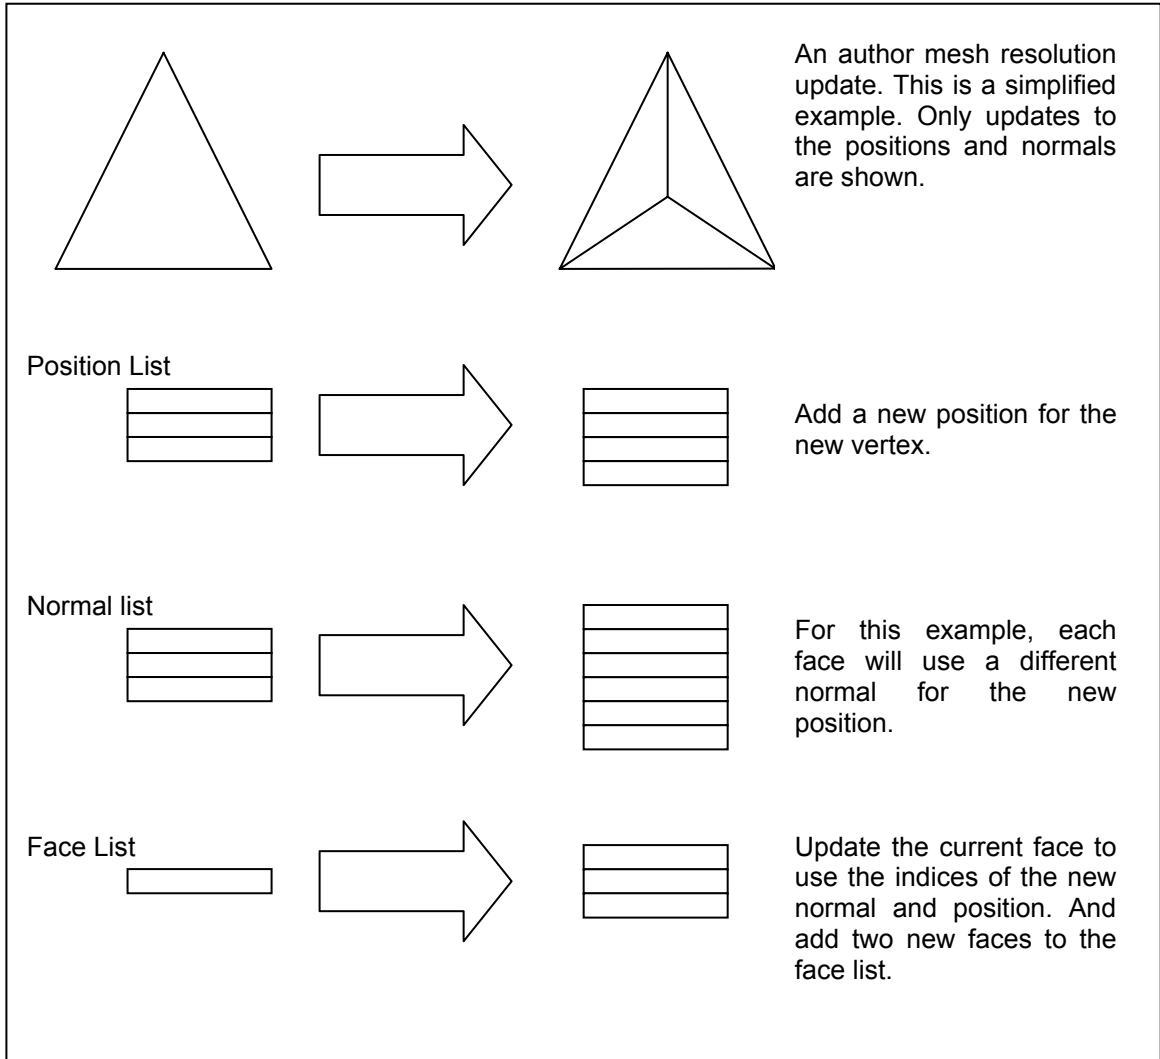 An author mesh resolution
update. This is a simplified
example. Only updates to
the positions and normals
are shown.
Position List
Add a new position for the
new vertex.
Normal list
For this example, each
face will use a different
normal for the new
position.
Face List
Update the current face to
use the indices of the new
normal and position. And
add two new faces to the
face list.